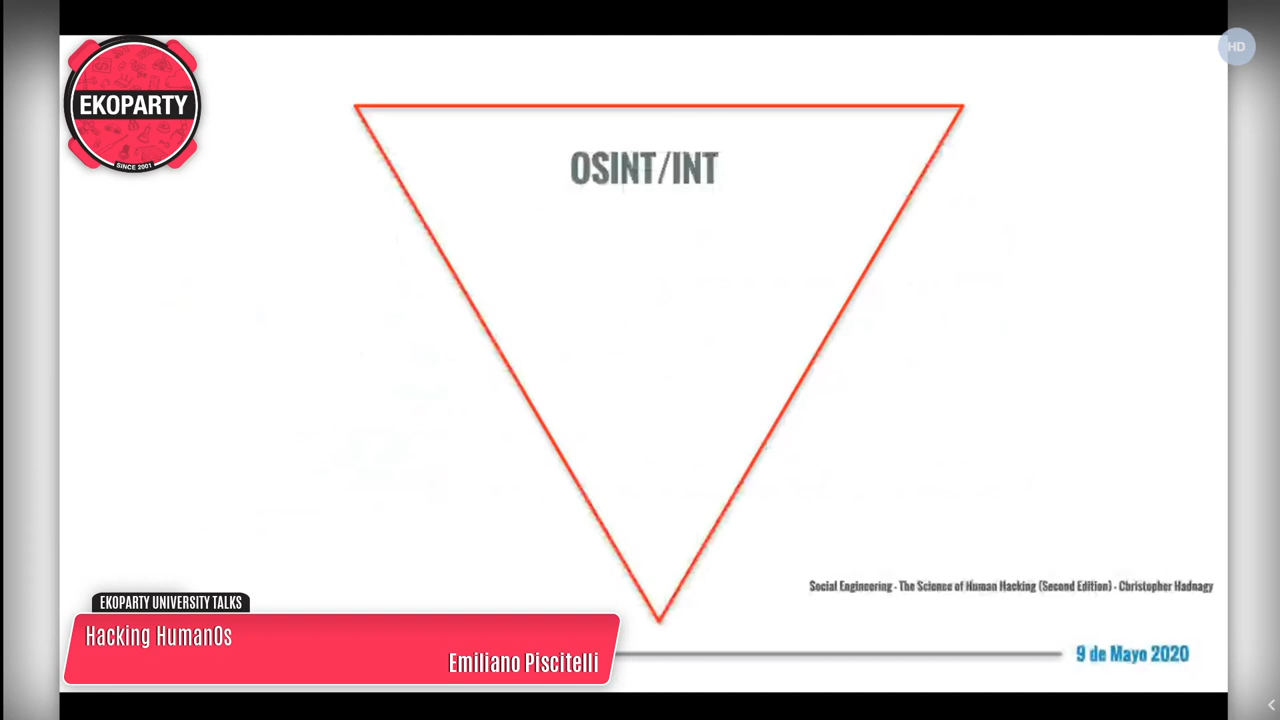 HD
EKOPARTY
SINCE 2001
OSINT/INT
Social Engineering - The Science of Human Hacking (Second Edition) - Christopher Hadnagy
EKOPARTY UNIVERSITY TALKS
Hacking HumanOs
Emiliano Piscitelli
9 de Mayo 2020